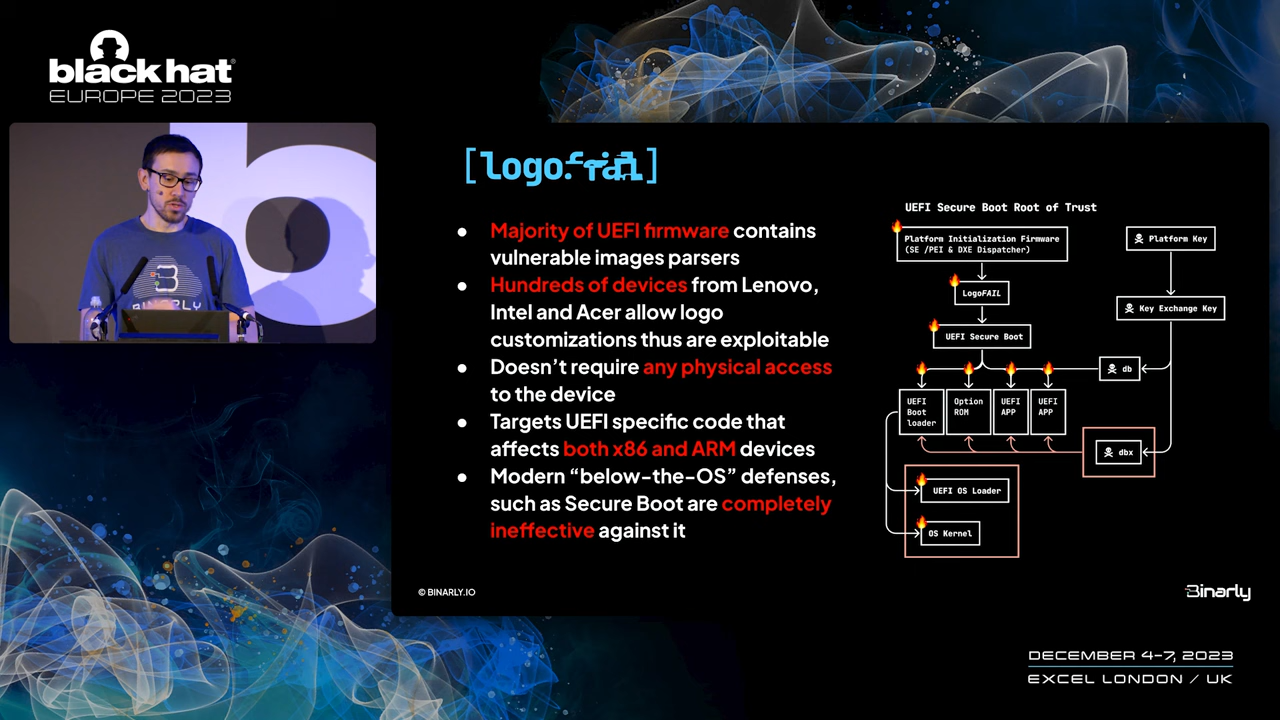 black hat
EUROPE 2023
BINARLY
[logofail]
Majority of UEFI firmware contains
vulnerable images parsers
Hundreds of devices from Lenovo,
Intel and Acer allow logo
customizations thus are exploitable
Doesn't require any physical access
to the device
Targets UEFI specific code that
affects both x86 and ARM devices
Modern “below-the-OS” defenses,
such as Secure Boot are completely
ineffective against it
UEFI Secure Boot Root of Trust
Platform Initialization Firmware
(SE /PEI & DXE Dispatcher)
Platform Key
LogoFAIL
Key Exchange Key
UEFI Secure Boot
db
UEFI
Boot
loader
Option
ROM
UEFI
APP
UEFI
APP
dbx
UEFI OS Loader
OS Kernel
© BINARLY.IO
Binarly
DECEMBER 4-7, 2023
EXCEL LONDON / UK